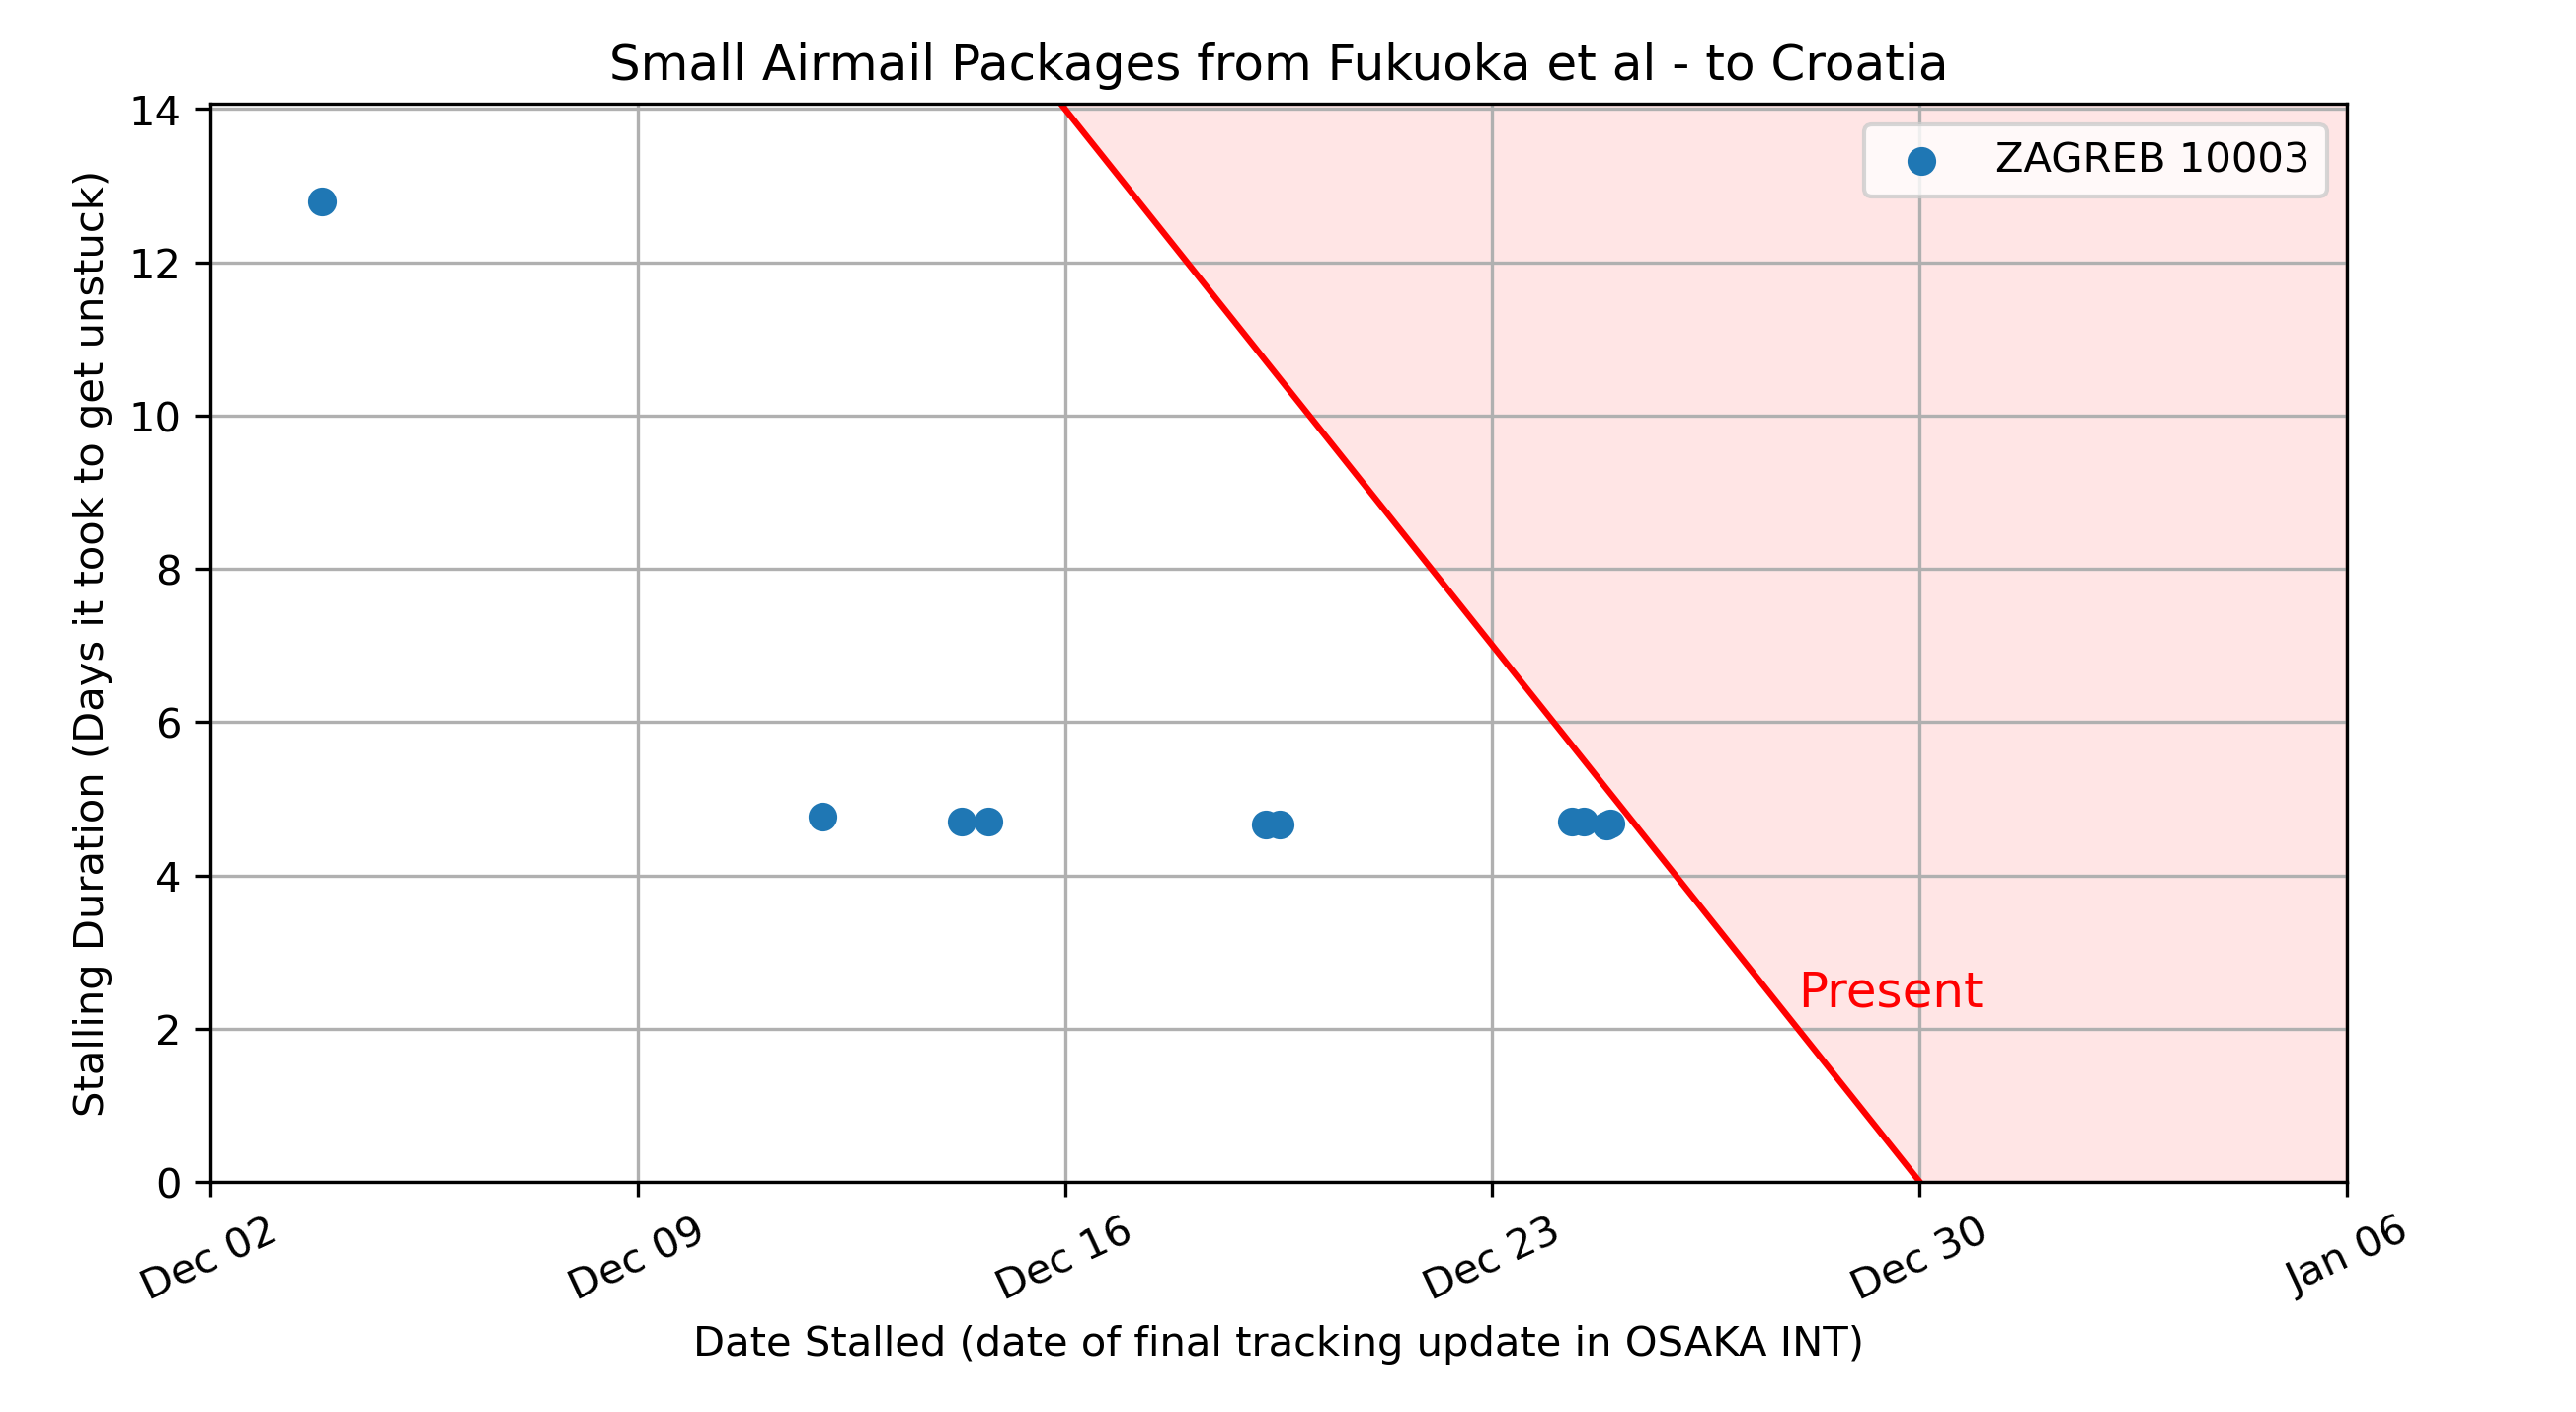 Small Airmail Packages from Fukuoka et al - to Croatia
ZAGREB 10003
Stalling Duration (Days it took to get unstuck)
14
12
10
8
6
4
2
0
Present
Dec 02
Dec 09
Dec 16
Dec 23
Dec 30
Jan 06
Date Stalled (date of final tracking update in OSAKA INT)